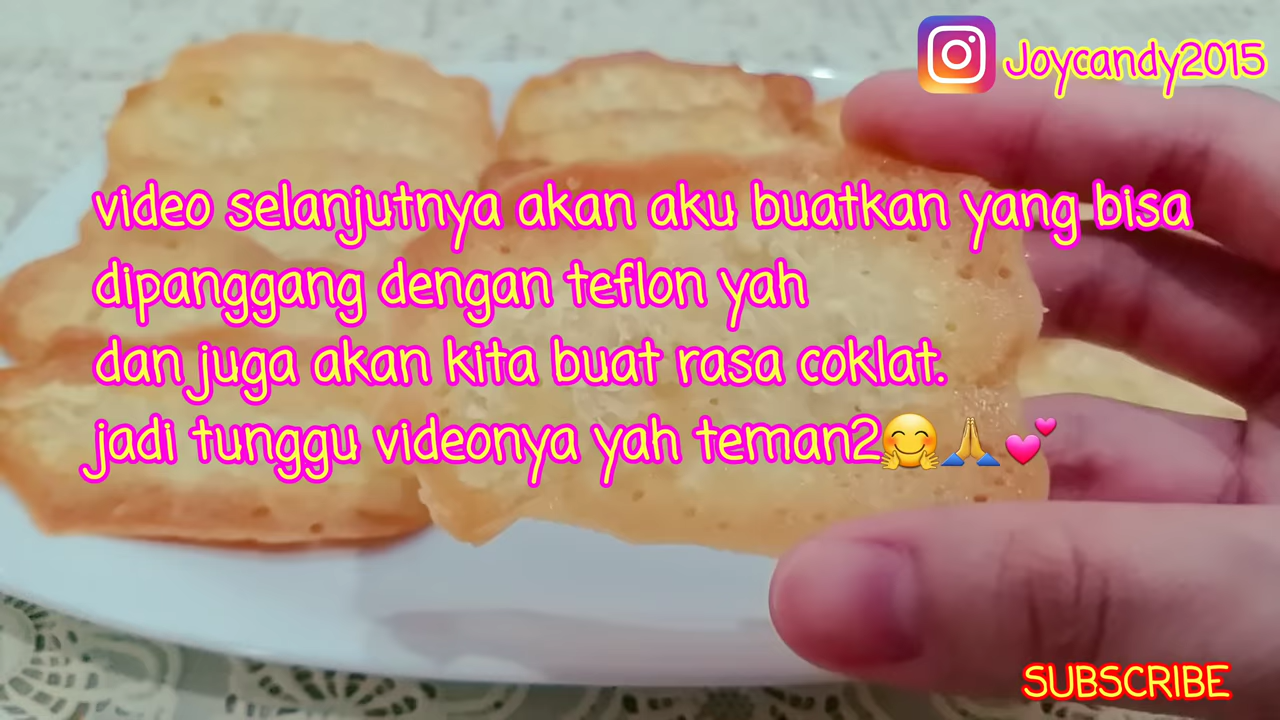 Joycandy2015
video selanjutnya akan aku buatkan yang bisa
dipanggang dengan teflon yah
dan juga akan kita buat rasa coklat.
jadi tunggu videonya yah teman2🤗🙏💕
SUBSCRIBE